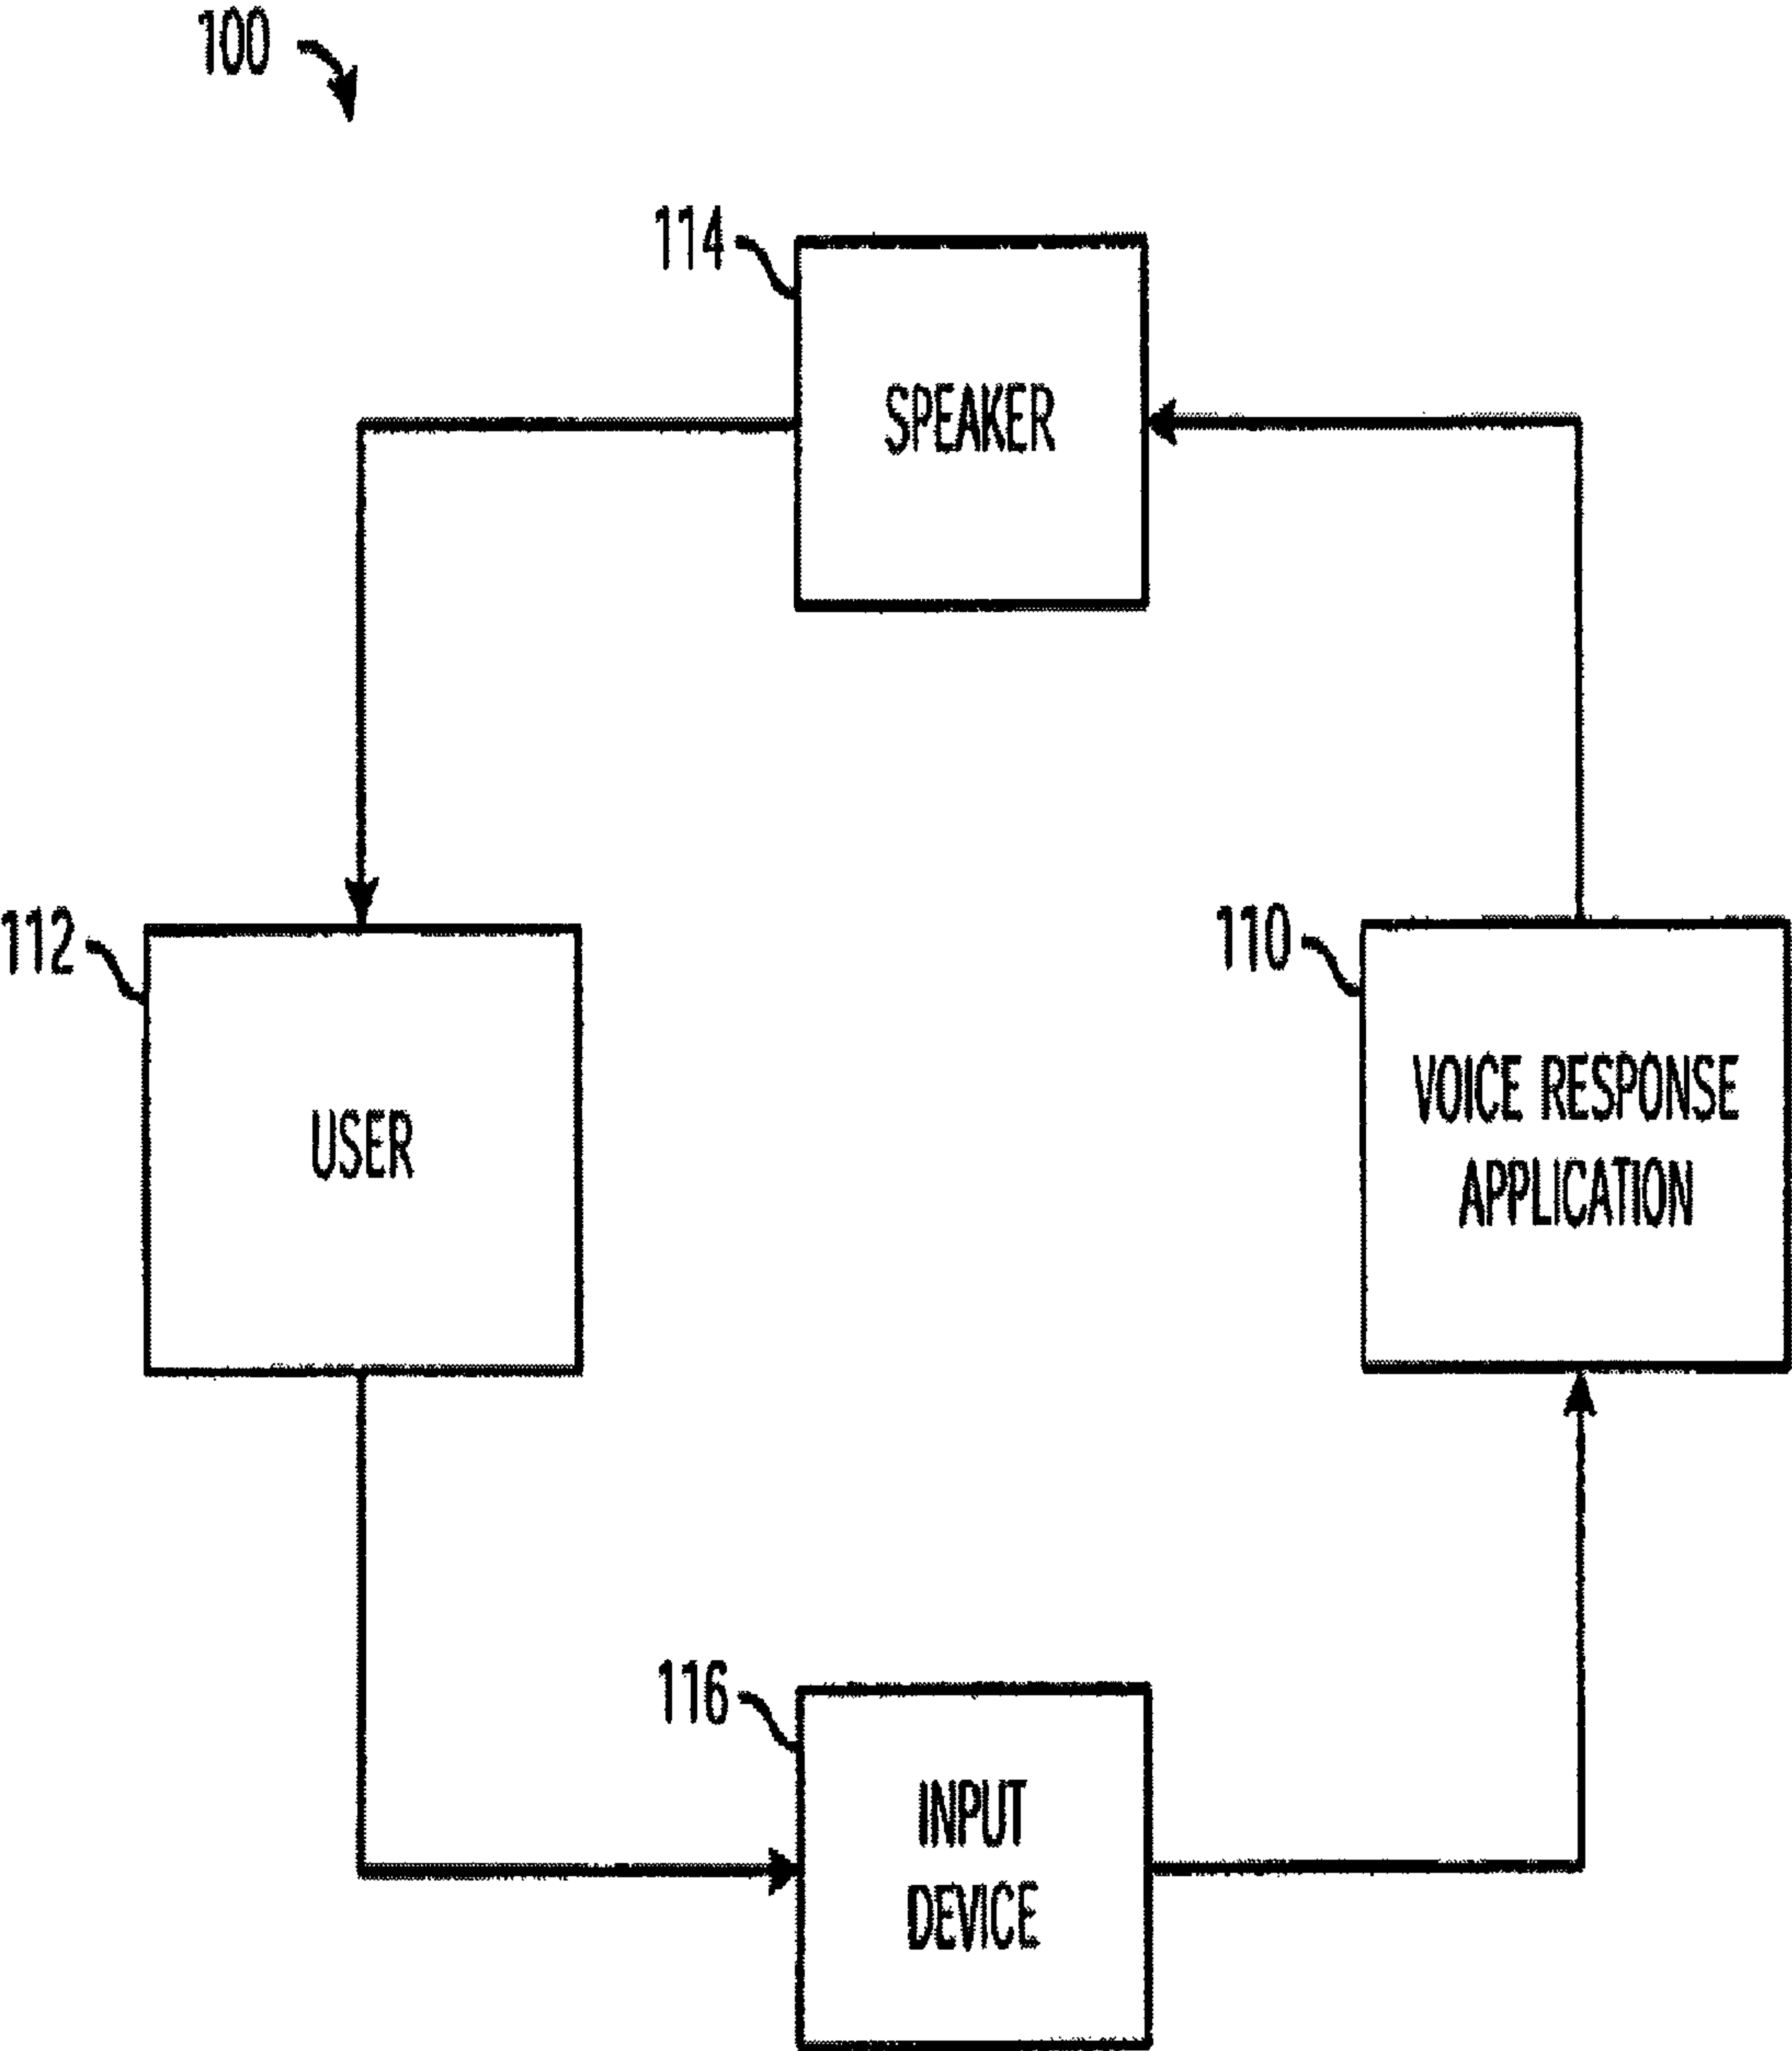 100
114
SPEAKER
112
110
VOICE RESPONSE
APPLICATION
USER
116
INPUT
DEVICE